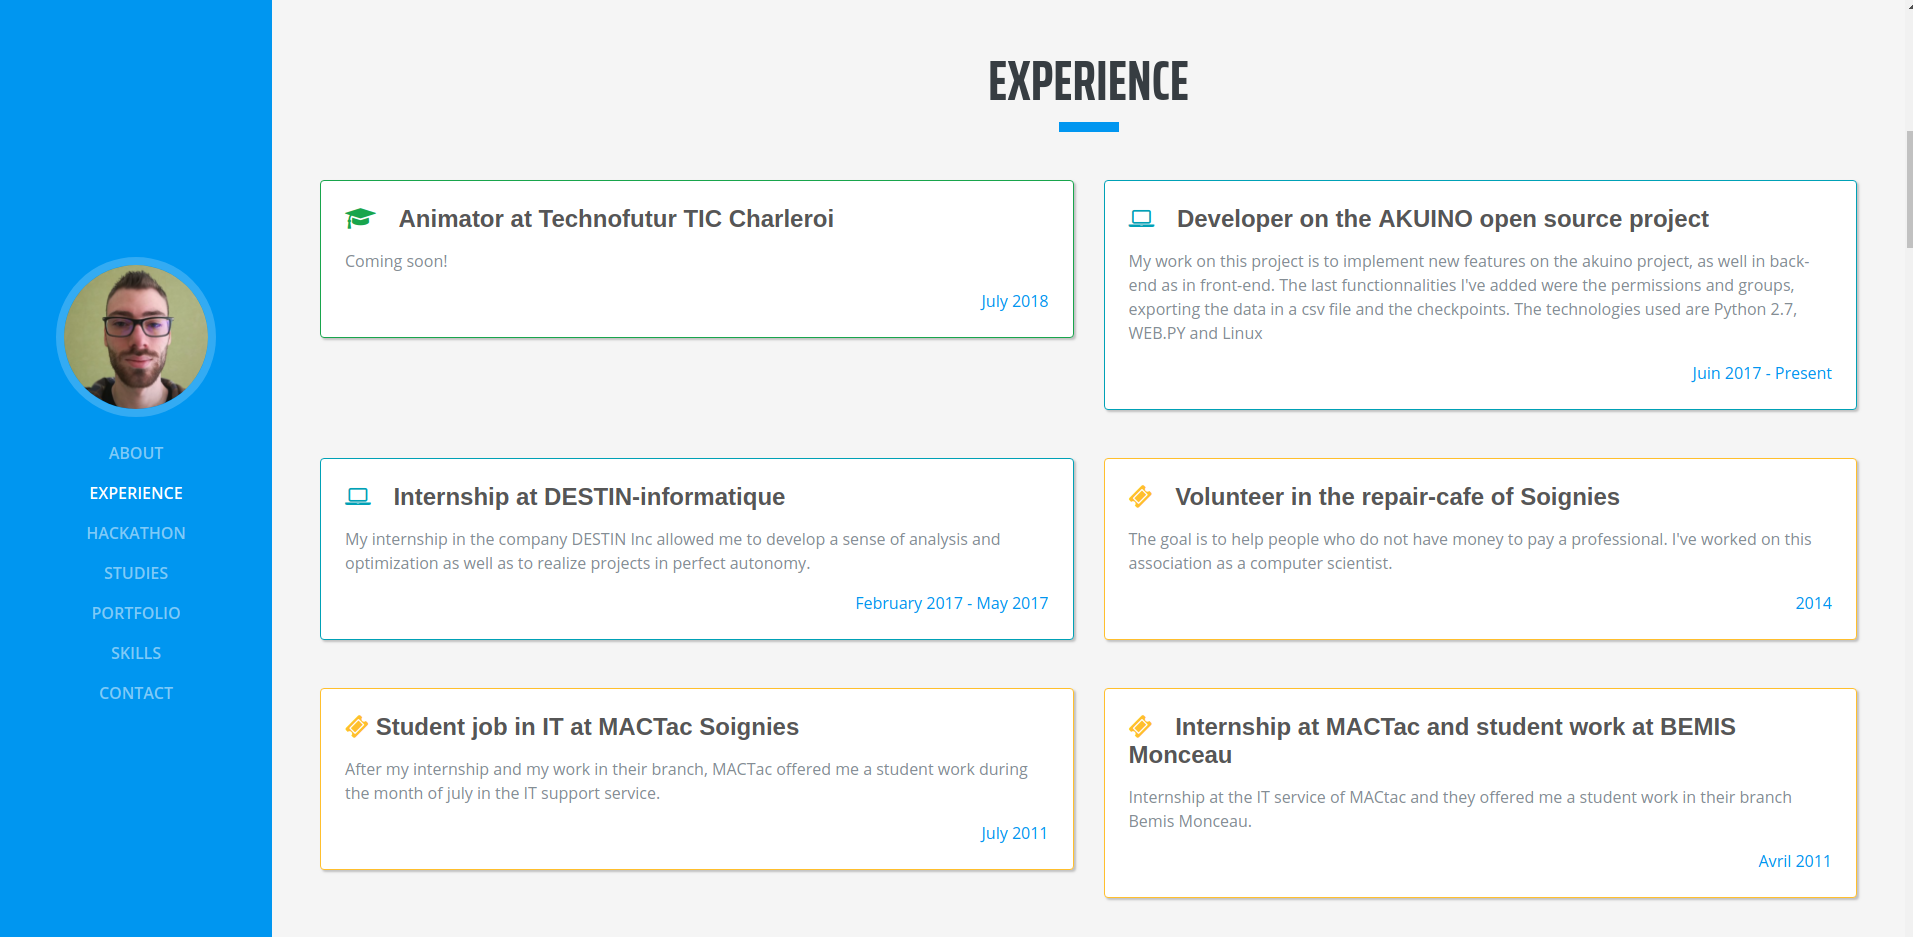 ABOUT
EXPERIENCE
HACKATHON
STUDIES
PORTFOLIO
SKILLS
CONTACT
EXPERIENCE
Animator at Technofutur TIC Charleroi
Coming soon!
July 2018
Developer on the AKUINO open source project
My work on this project is to implement new features on the akuino project, as well in back-
end as in front-end. The last functionnalities I've added were the permissions and groups,
exporting the data in a csv file and the checkpoints. The technologies used are Python 2.7,
WEB.PY and Linux
Juin 2017 - Present
Internship at DESTIN-informatique
My internship in the company DESTIN Inc allowed me to develop a sense of analysis and
optimization as well as to realize projects in perfect autonomy.
February 2017 - May 2017
Volunteer in the repair-cafe of Soignies
The goal is to help people who do not have money to pay a professional. I've worked on this
association as a computer scientist.
2014
Student job in IT at MACTac Soignies
After my internship and my work in their branch, MACTac offered me a student work during
the month of july in the IT support service.
July 2011
Internship at MACTac and student work at BEMIS
Monceau
Internship at the IT service of MACtac and they offered me a student work in their branch
Bemis Monceau.
Avril 2011